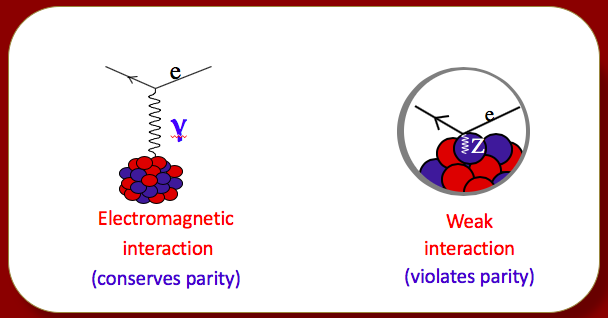 e
γ
Electromagnetic
interaction
(conserves parity)
e
Z
Weak
interaction
(violates parity)